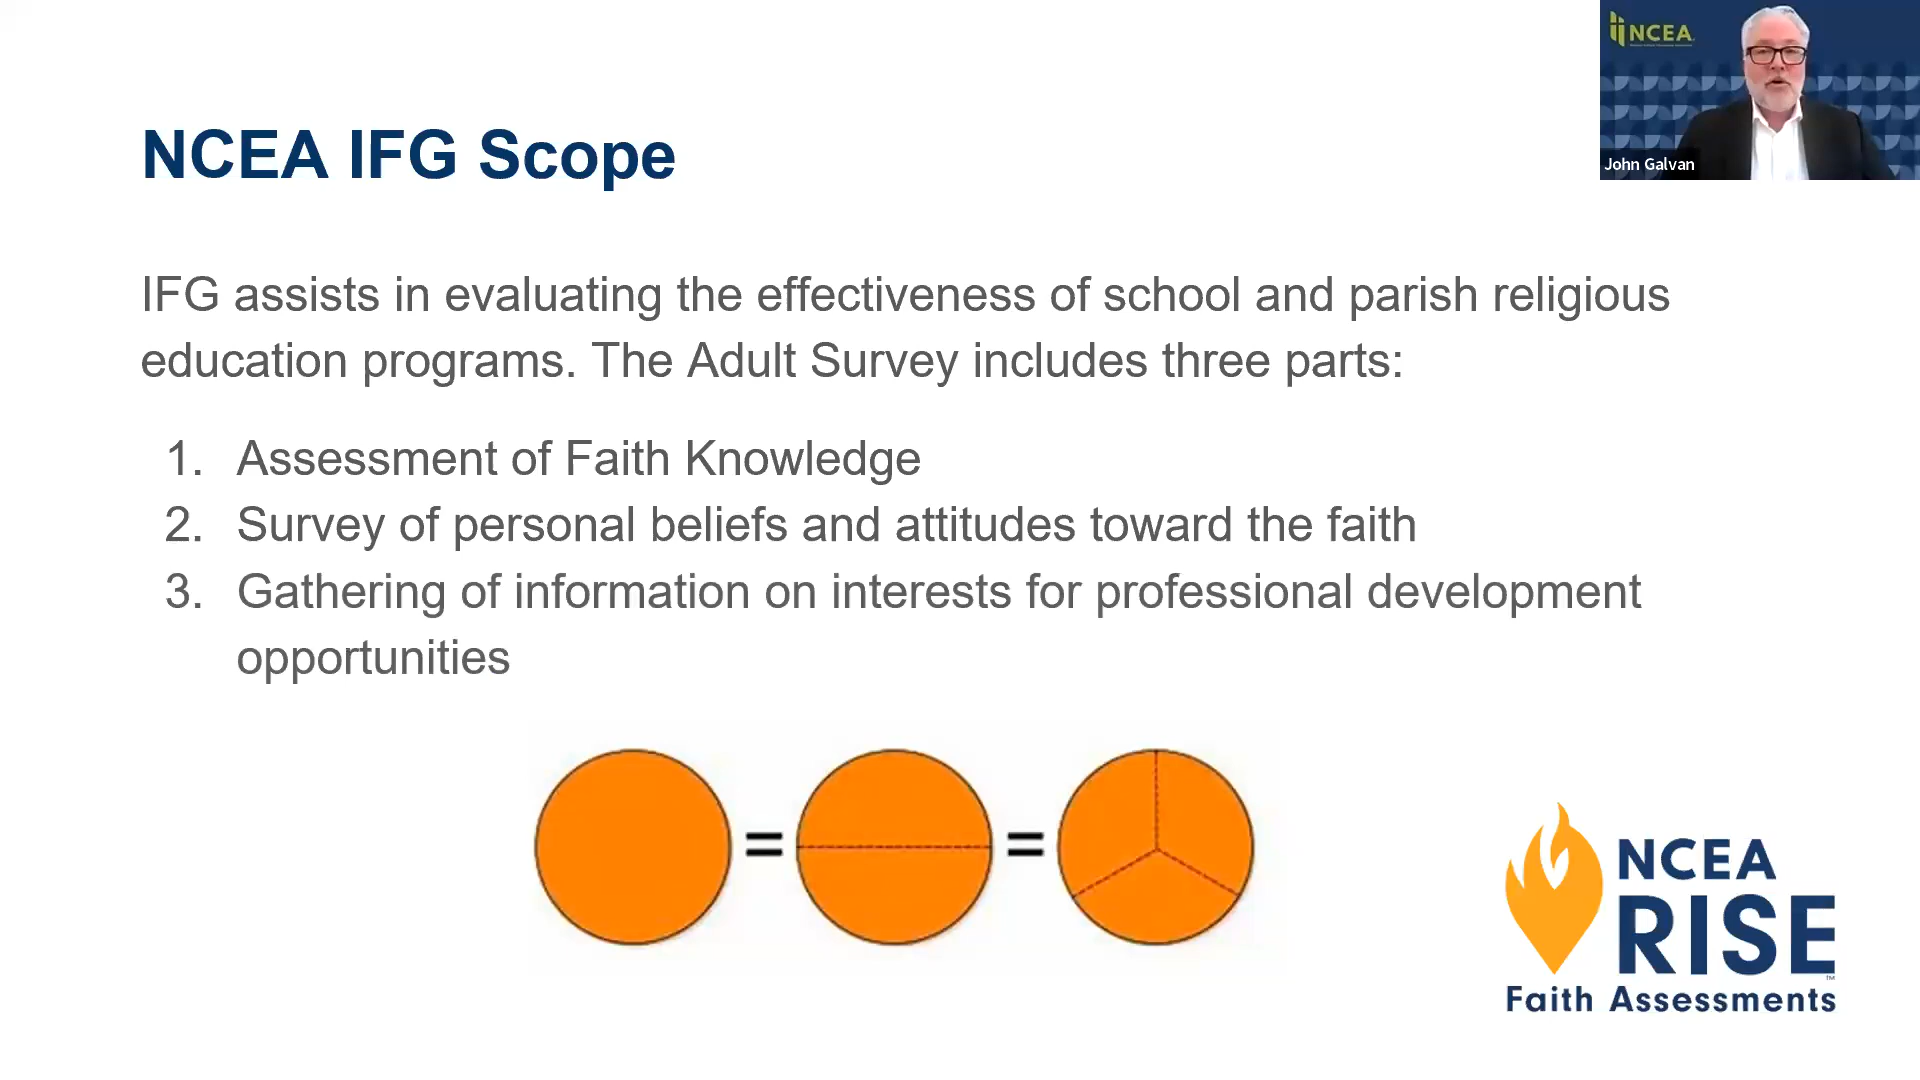 NCEA
John Galvan
NCEA IFG Scope
IFG assists in evaluating the effectiveness of school and parish religious
education programs. The Adult Survey includes three parts:
1. Assessment of Faith Knowledge
2. Survey of personal beliefs and attitudes toward the faith
3. Gathering of information on interests for professional development
opportunities
= =
NCEA
RISE™
Faith Assessments